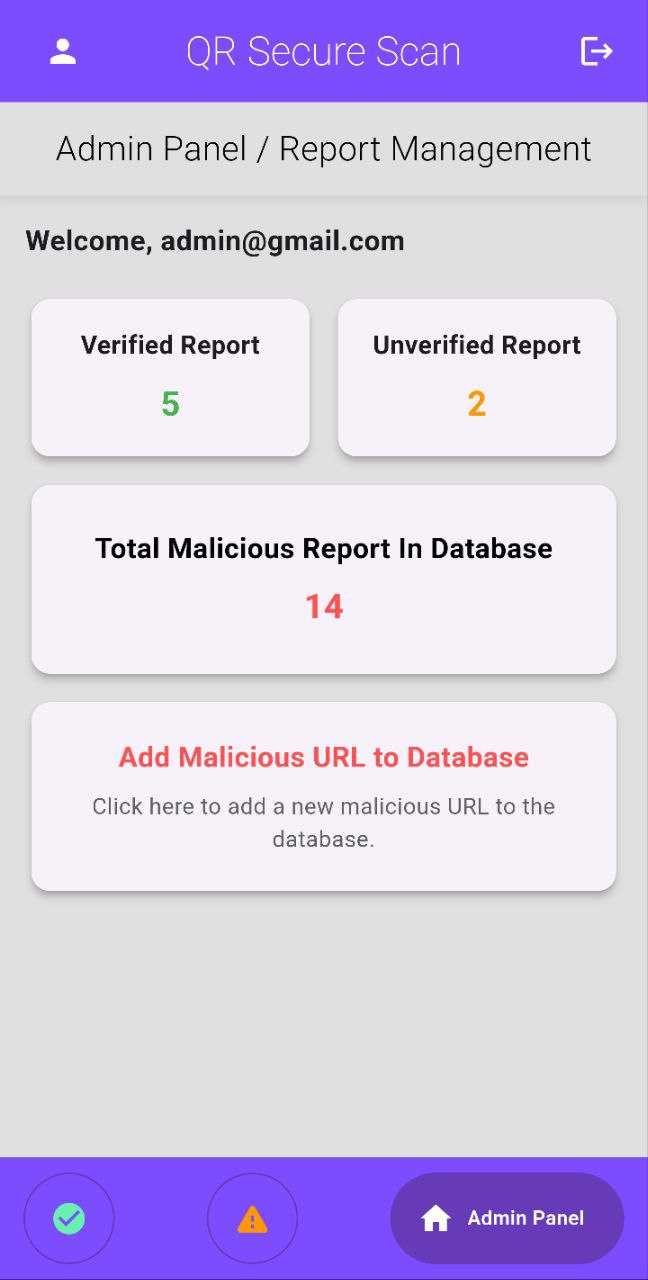 QR Secure Scan
Admin Panel / Report Management
Welcome, admin@gmail.com
Verified Report
5
Unverified Report
2
Total Malicious Report In Database
14
Add Malicious URL to Database
Click here to add a new malicious URL to the
database.
Admin Panel